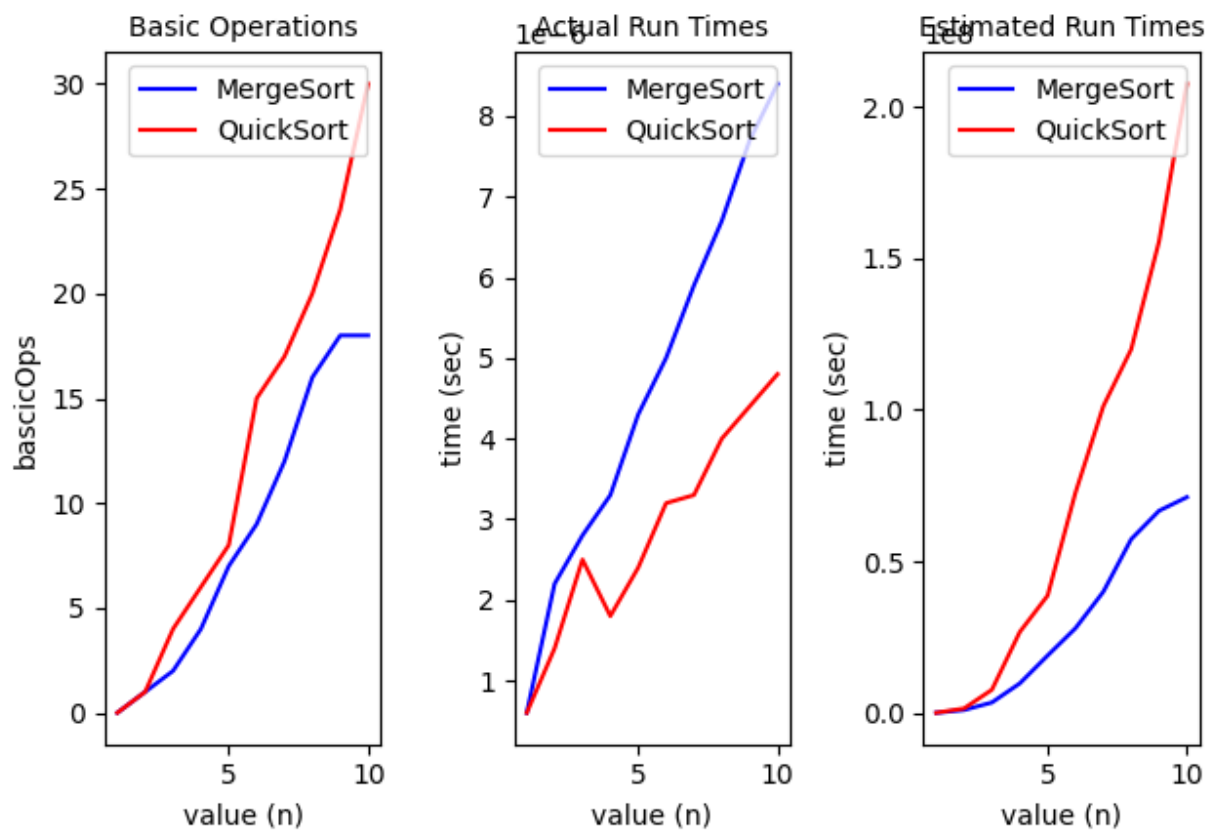 Basic Operations
30
25
20
15
10
5
0
bascicOps
5
10
value (n)
MergeSort
QuickSort
Actual Run Times
1e−6
8
7
6
5
4
3
2
1
time (sec)
5
10
value (n)
MergeSort
QuickSort
Estimated Run Times
1e8
2.0
1.5
1.0
0.5
0.0
time (sec)
5
10
value (n)
MergeSort
QuickSort